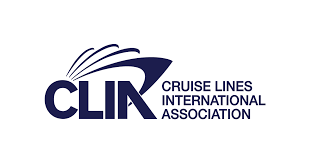 CLIA
CRUISE LINES
INTERNATIONAL
ASSOCIATION